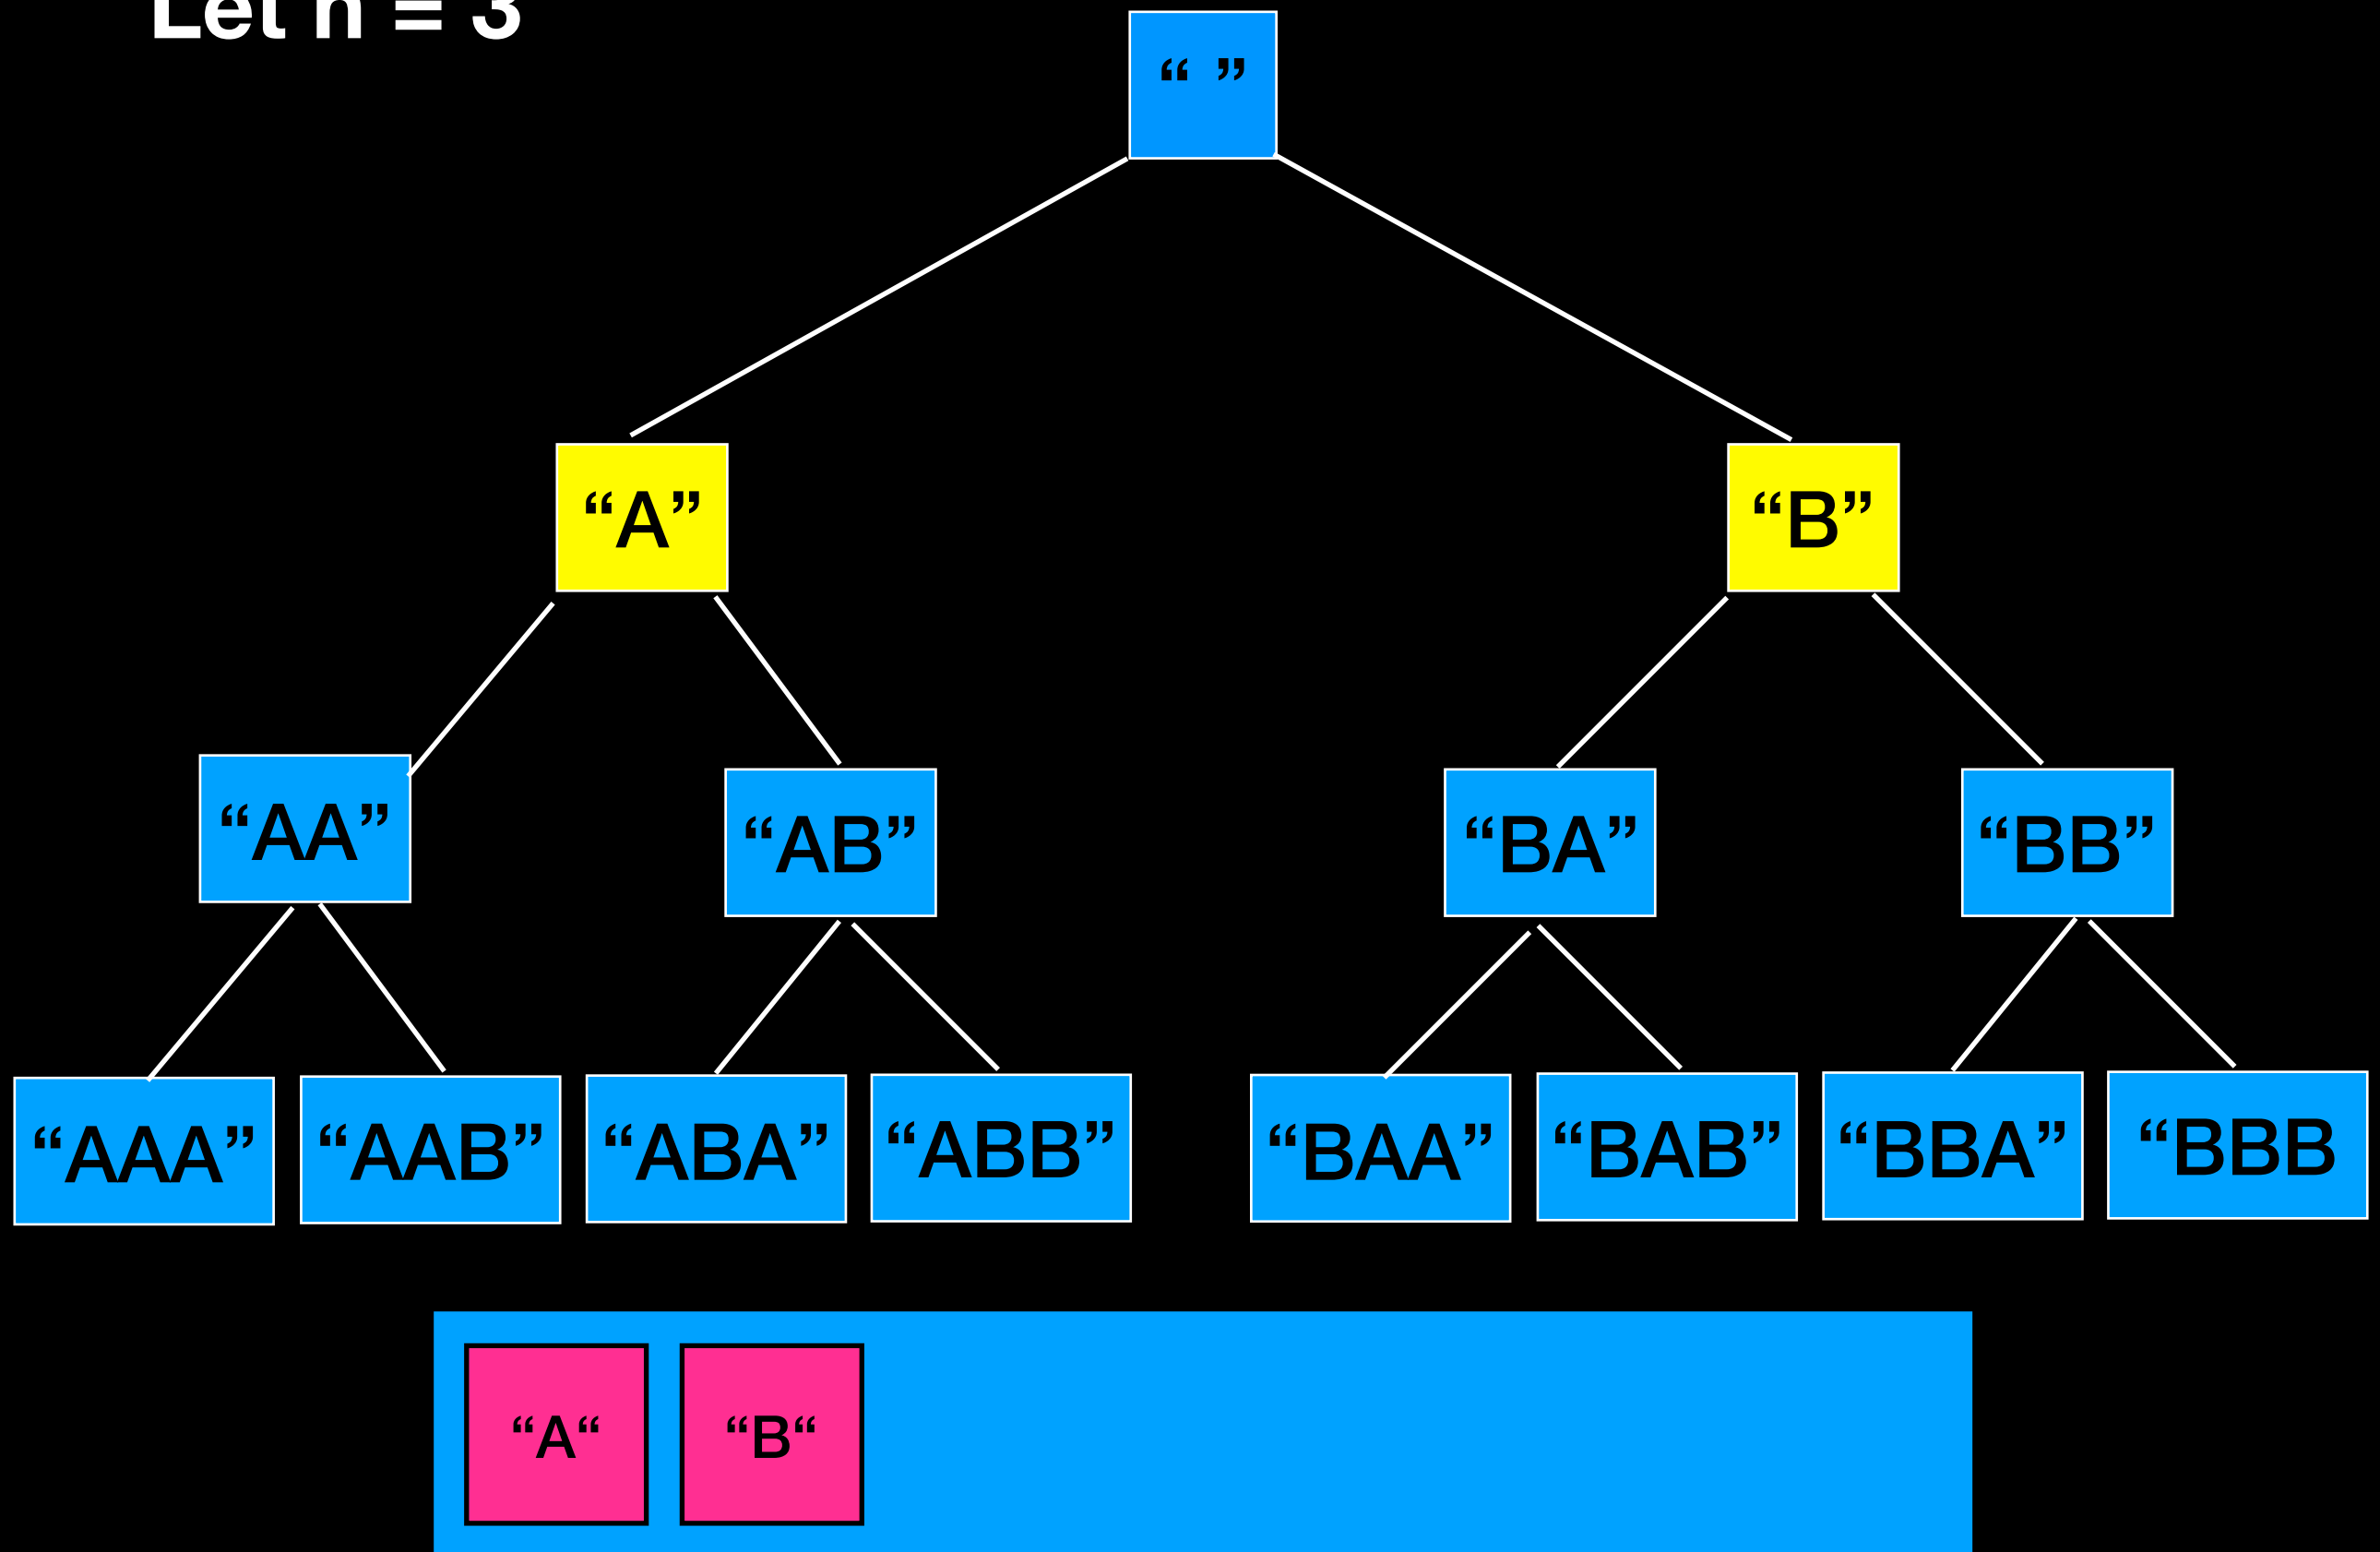 Let n = 3
“ ”
“A” “B”
“AA” “AB” “BA” “BB”
“AAA” “AAB” “ABA” “ABB” “BAA” “BAB” “BBA” “BBB
“A“ “B“